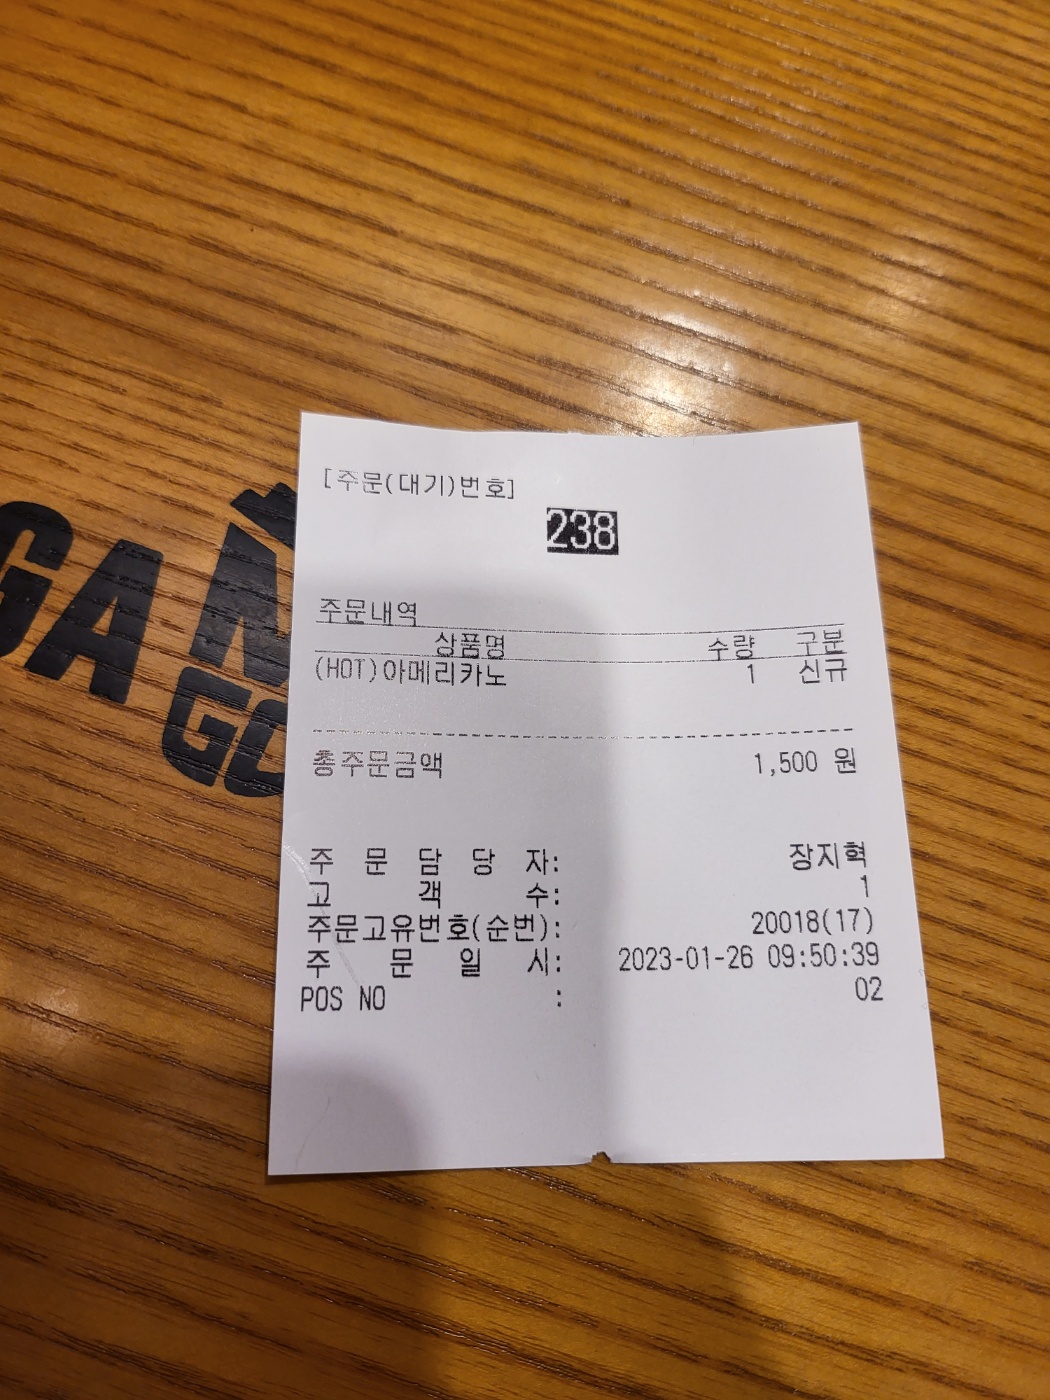 [주문(대기)번호]
238
주문내역
상품명 수량 구분
(HOT)아메리카노 1 신규
총주문금액 1,500 원
주 문 담 당 자: 장지혁
고 객 수: 1
주문고유번호(순번): 20018(17)
주 문 일 시: 2023-01-26 09:50:39
POS NO : 02
GAN
GO